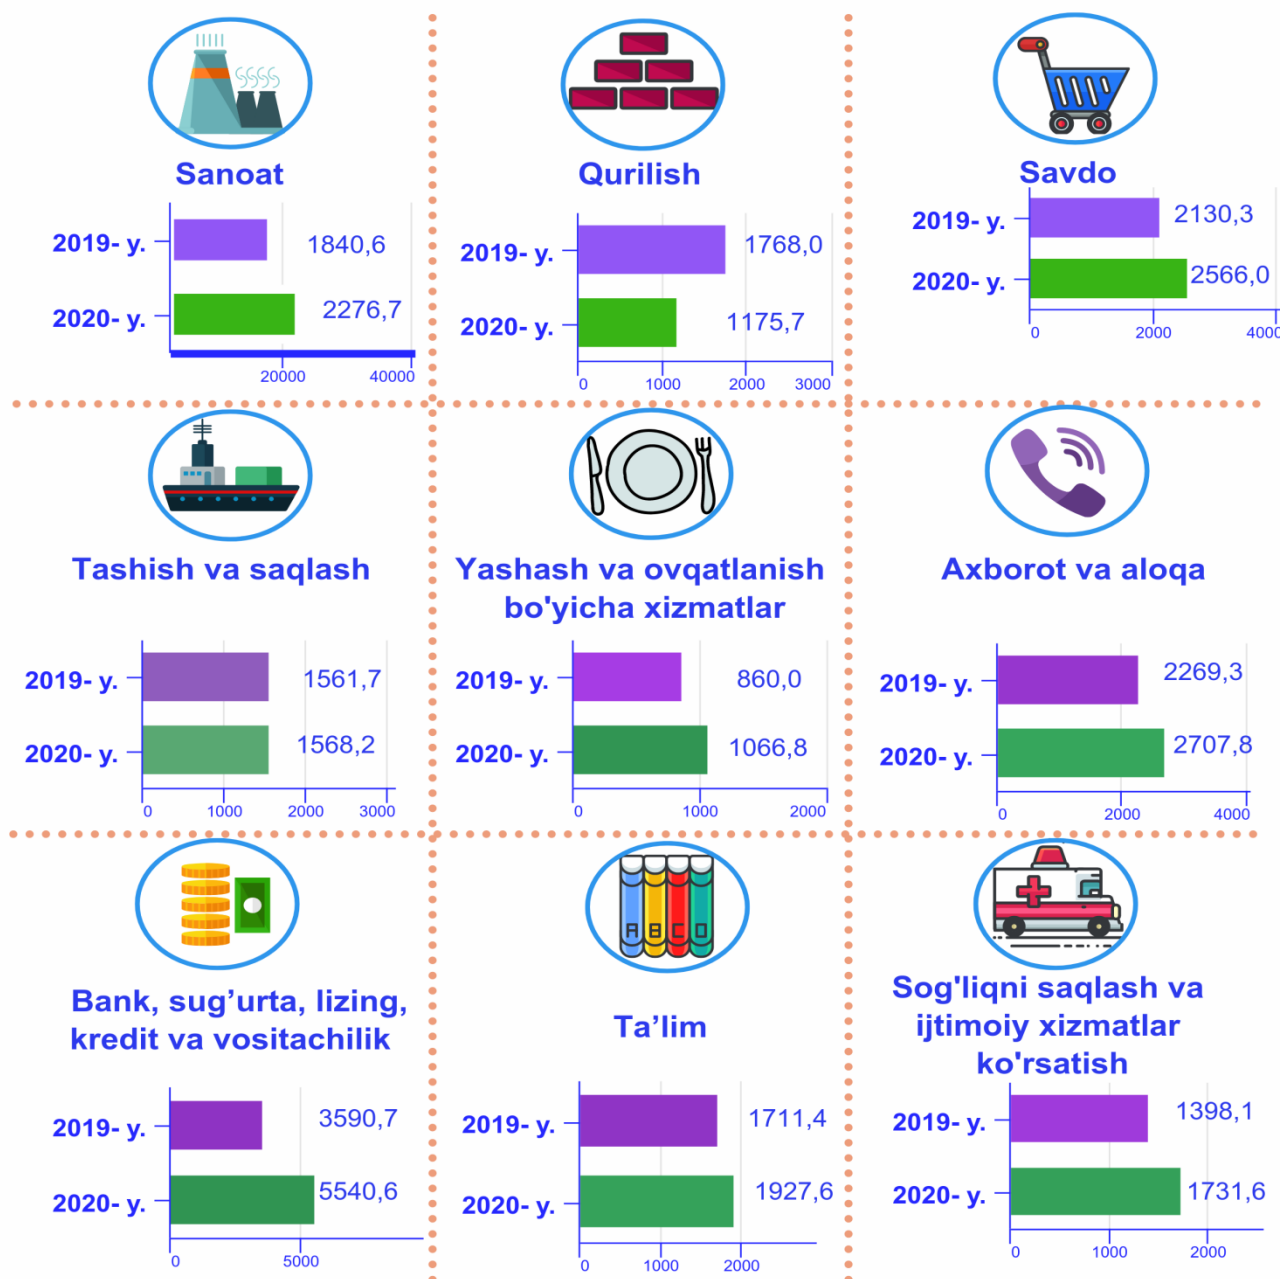 Sanoat
2019- y.
1840,6
2020- y.
2276,7
20000
40000
Qurilish
2019- y.
1768,0
2020- y.
1175,7
0
1000
2000
3000
Savdo
2019- y.
2130,3
2020- y.
2566,0
0
2000
4000
Tashish va saqlash
2019- y.
1561,7
2020- y.
1568,2
0
1000
2000
3000
Yashash va ovqatlanish
bo'yicha xizmatlar
2019- y.
860,0
2020- y.
1066,8
0
1000
2000
Axborot va aloqa
2019- y.
2269,3
2020- y.
2707,8
0
2000
4000
Bank, sug’urta, lizing,
kredit va vositachilik
2019- y.
3590,7
2020- y.
5540,6
0
5000
A B C D
Ta’lim
2019- y.
1711,4
2020- y.
1927,6
0
1000
2000
Sog'liqni saqlash va
ijtimoiy xizmatlar
ko'rsatish
2019- y.
1398,1
2020- y.
1731,6
0
1000
2000